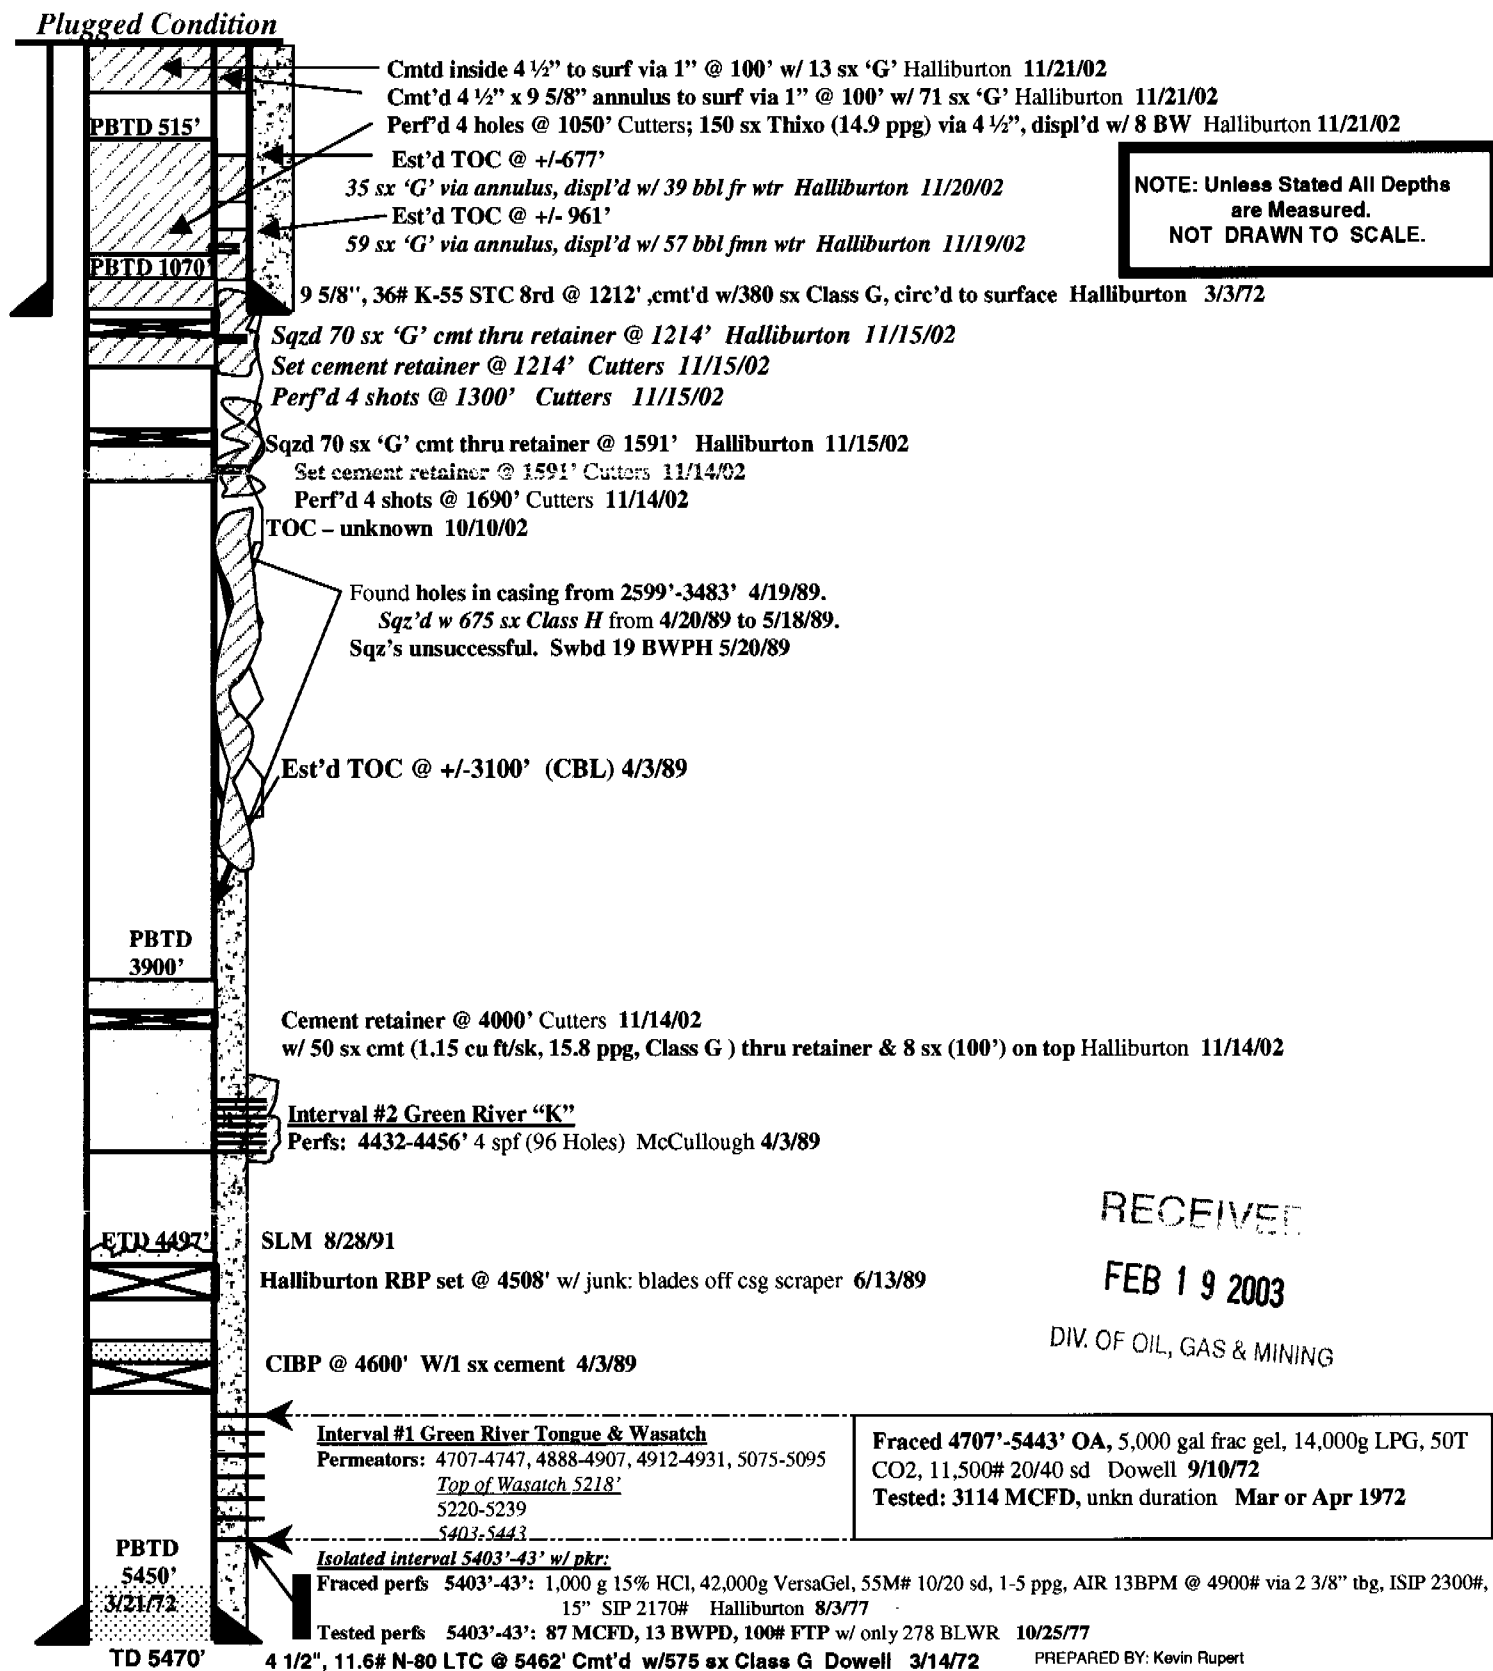 Plugged Condition
Cmtd inside 4 ½” to surf via 1” @ 100’ w/ 13 sx ‘G’ Halliburton 11/21/02
Cmt’d 4 ½” x 9 5/8” annulus to surf via 1” @ 100’ w/ 71 sx ‘G’ Halliburton 11/21/02
PBTD 515’
Perf’d 4 holes @ 1050’ Cutters; 150 sx Thixo (14.9 ppg) via 4 ½”, displ’d w/ 8 BW Halliburton 11/21/02
Est’d TOC @ +/-677’
35 sx ‘G’ via annulus, displ’d w/ 39 bbl fr wtr Halliburton 11/20/02
Est’d TOC @ +/- 961’
59 sx ‘G’ via annulus, displ’d w/ 57 bbl fmn wtr Halliburton 11/19/02
NOTE: Unless Stated All Depths
are Measured.
NOT DRAWN TO SCALE.
PBTD 1070’
9 5/8", 36# K-55 STC 8rd @ 1212' ,cmt'd w/380 sx Class G, circ'd to surface Halliburton 3/3/72
Sqzd 70 sx ‘G’ cmt thru retainer @ 1214’ Halliburton 11/15/02
Set cement retainer @ 1214’ Cutters 11/15/02
Perf’d 4 shots @ 1300’ Cutters 11/15/02
Sqzd 70 sx ‘G’ cmt thru retainer @ 1591’ Halliburton 11/15/02
Set cement retainer @ 1591’ Cutters 11/14/02
Perf’d 4 shots @ 1690’ Cutters 11/14/02
TOC – unknown 10/10/02
Found holes in casing from 2599’-3483’ 4/19/89.
Sqz’d w 675 sx Class H from 4/20/89 to 5/18/89.
Sqz’s unsuccessful. Swbd 19 BWPH 5/20/89
Est’d TOC @ +/-3100’ (CBL) 4/3/89
PBTD
3900’
Cement retainer @ 4000’ Cutters 11/14/02
w/ 50 sx cmt (1.15 cu ft/sk, 15.8 ppg, Class G ) thru retainer & 8 sx (100’) on top Halliburton 11/14/02
Interval #2 Green River “K”
Perfs: 4432-4456’ 4 spf (96 Holes) McCullough 4/3/89
RECEIVED
FEB 19 2003
DIV. OF OIL, GAS & MINING
ETD 4497’
SLM 8/28/91
Halliburton RBP set @ 4508' w/ junk: blades off csg scraper 6/13/89
CIBP @ 4600' W/1 sx cement 4/3/89
Interval #1 Green River Tongue & Wasatch
Permeators: 4707-4747, 4888-4907, 4912-4931, 5075-5095
Top of Wasatch 5218’
5220-5239
5403-5443
Fraced 4707’-5443’ OA, 5,000 gal frac gel, 14,000g LPG, 50T
CO2, 11,500# 20/40 sd Dowell 9/10/72
Tested: 3114 MCFD, unkn duration Mar or Apr 1972
PBTD
5450’
3/21/72
Isolated interval 5403’-43’ w/ pkr:
Fraced perfs 5403’-43’: 1,000 g 15% HCl, 42,000g VersaGel, 55M# 10/20 sd, 1-5 ppg, AIR 13BPM @ 4900# via 2 3/8” tbg, ISIP 2300#,
15” SIP 2170# Halliburton 8/3/77
Tested perfs 5403’-43’: 87 MCFD, 13 BWPD, 100# FTP w/ only 278 BLWR 10/25/77
TD 5470'
4 1/2", 11.6# N-80 LTC @ 5462' Cmt'd w/575 sx Class G Dowell 3/14/72
PREPARED BY: Kevin Rupert